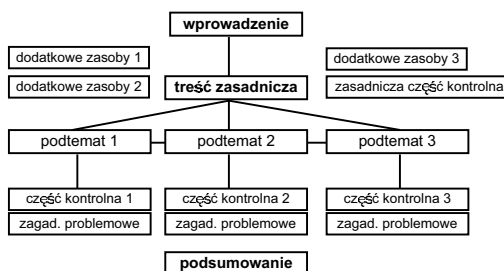 wprowadzenie
dodatkowe zasoby 1
dodatkowe zasoby 3
dodatkowe zasoby 2
treść zasadnicza
zasadnicza część kontrolna
podtemat 1
podtemat 2
podtemat 3
część kontrolna 1
część kontrolna 2
część kontrolna 3
zagad. problemowe
zagad. problemowe
zagad. problemowe
podsumowanie